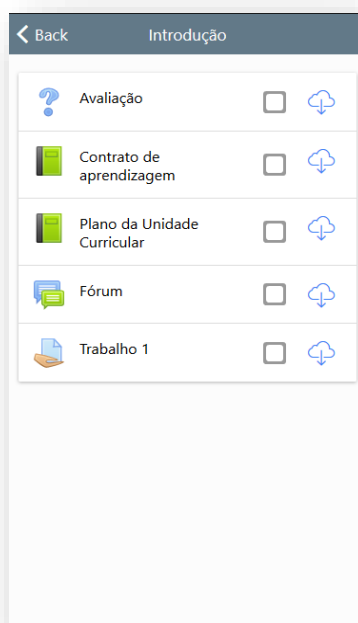 Back
Introdução
Avaliação
Contrato de
aprendizagem
Plano da Unidade
Curricular
Fórum
Trabalho 1